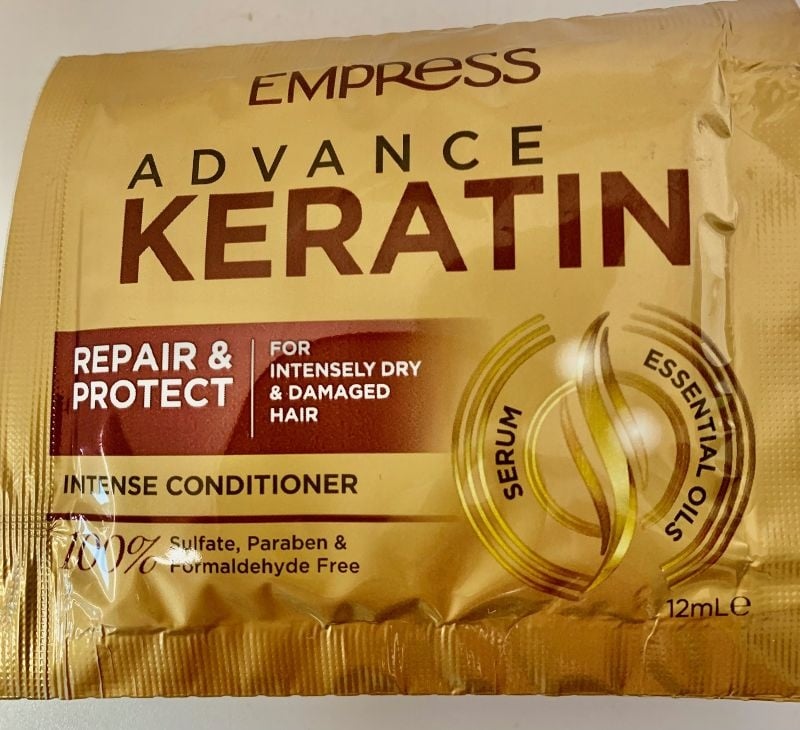 EMPRESS
ADVANCE
KERATIN
REPAIR &
PROTECT
FOR
INTENSELY DRY
& DAMAGED
HAIR
SERUM
ESSENTIAL OILS
INTENSE CONDITIONER
100% Sulfate, Paraben &
Formaldehyde Free
12mLe